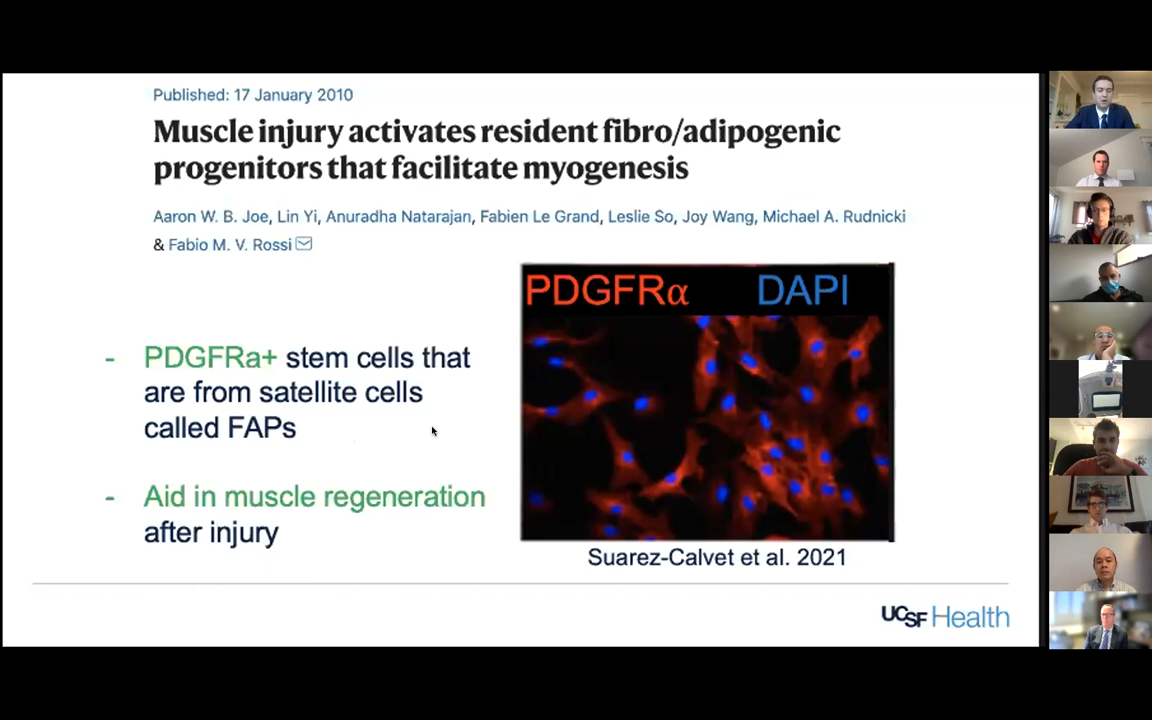 Published: 17 January 2010
Muscle injury activates resident fibro/adipogenic
progenitors that facilitate myogenesis
Aaron W. B. Joe, Lin Yi, Anuradha Natarajan, Fabien Le Grand, Leslie So, Joy Wang, Michael A. Rudnicki
& Fabio M. V. Rossi
PDGFRα DAPI
- PDGFRa+ stem cells that
are from satellite cells
called FAPs
- Aid in muscle regeneration
after injury
Suarez-Calvet et al. 2021
UCSF Health